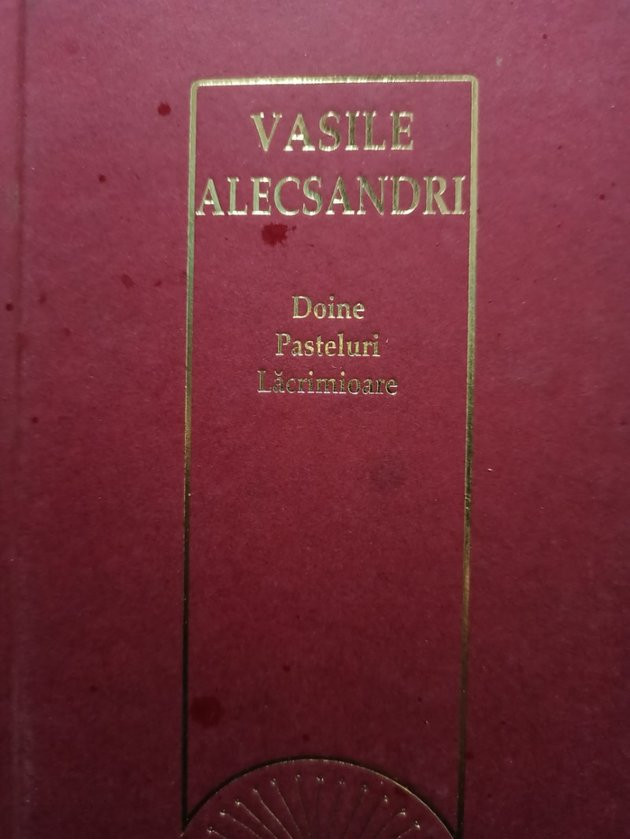 VASILE
ALECSANDRI
Doine
Pasteluri
Lăcrimioare